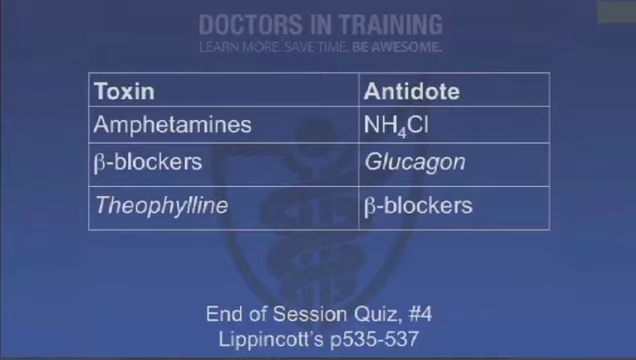 DOCTORS IN TRAINING
LEARN MORE. SAVE TIME. BE AWESOME.
Toxin Antidote
Amphetamines NH₄Cl
β-blockers Glucagon
Theophylline β-blockers
End of Session Quiz, #4
Lippincott's p535-537